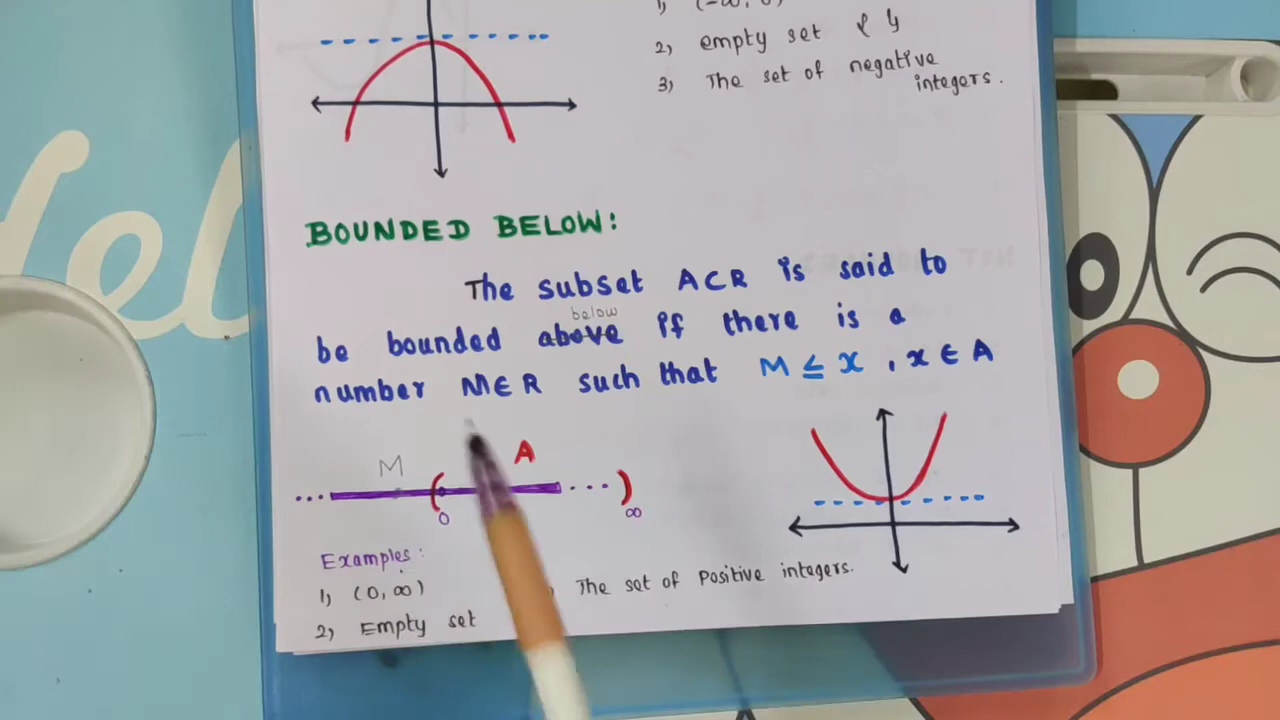 2) empty set { }
3) The set of negative
integers.
BOUNDED BELOW:
The subset A⊂R is said to
below
be bounded above if there is a
number M∈R such that M ≤ x , x ∈ A
M
A
0
∞
Examples:
1) (0, ∞)
The set of Positive integers.
2) Empty set